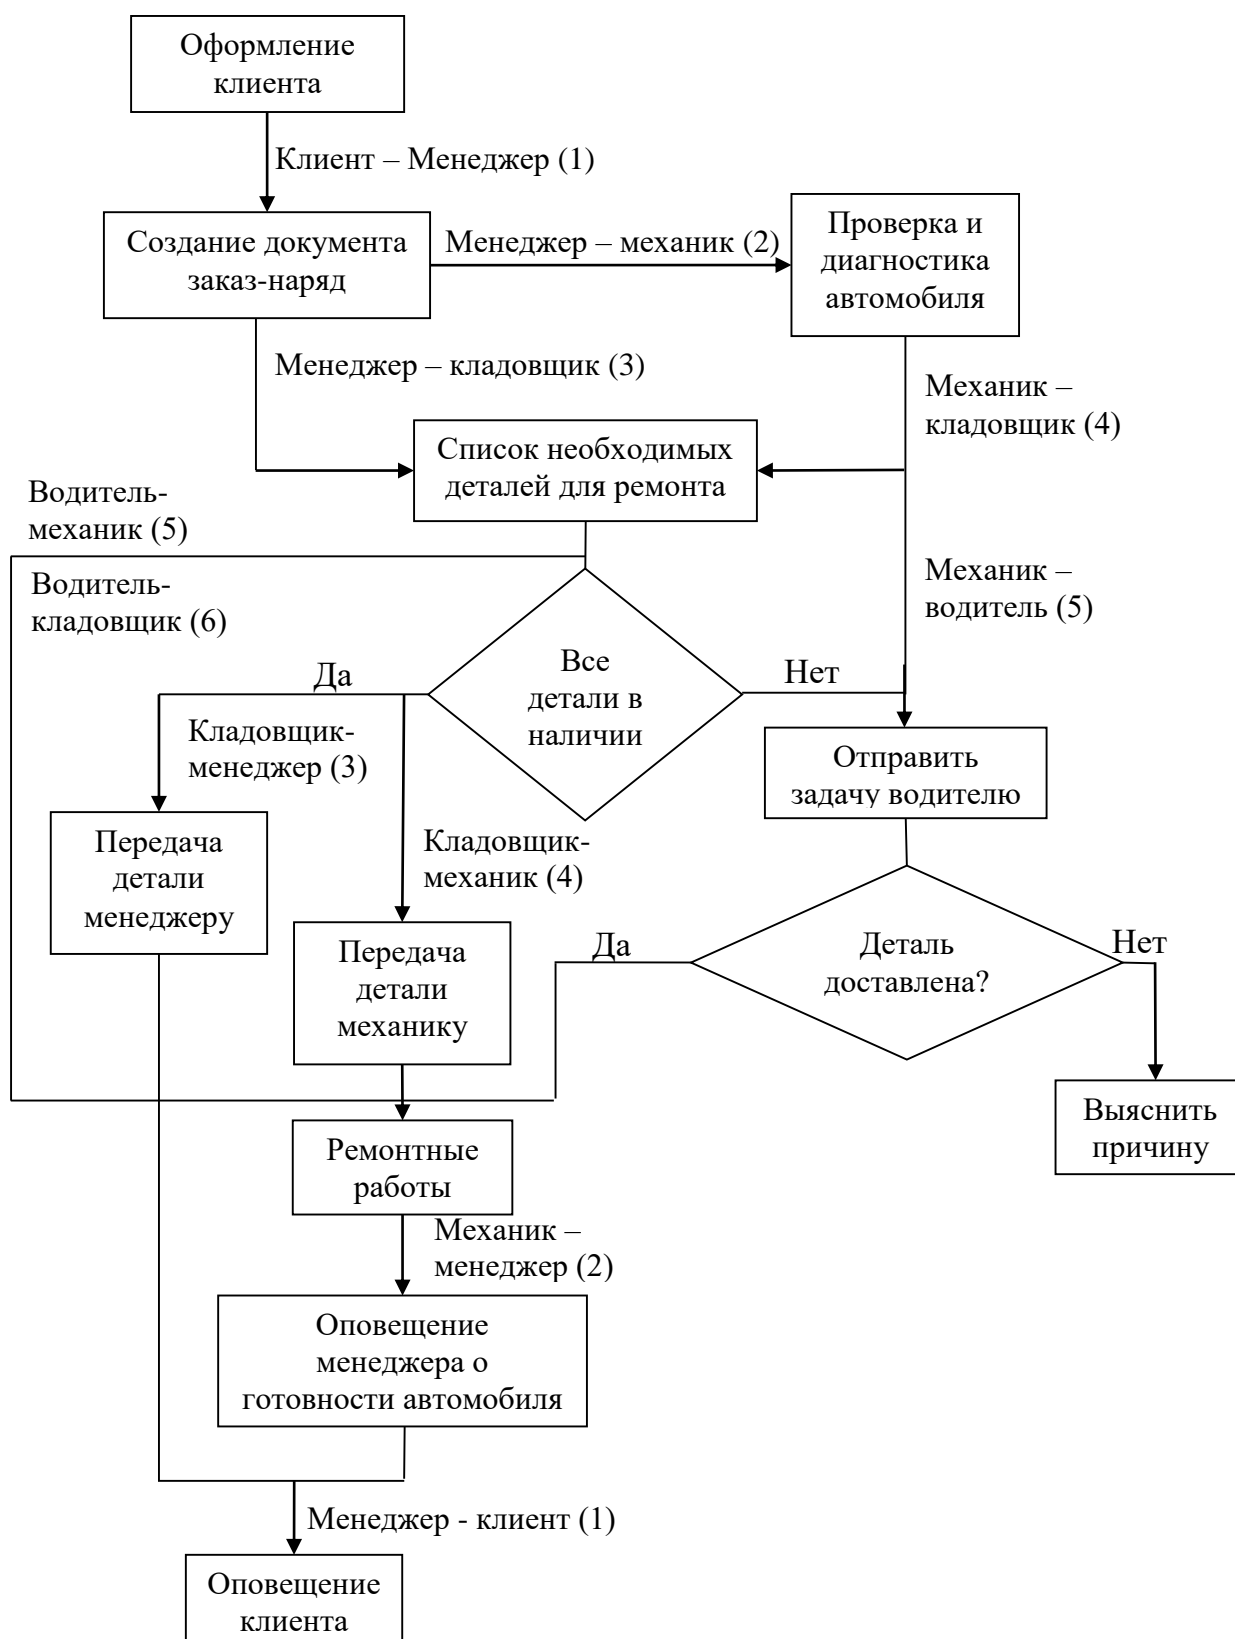 Оформление
клиента
Клиент – Менеджер (1)
Создание документа
заказ-наряд
Менеджер – механик (2)
Проверка и
диагностика
автомобиля
Менеджер – кладовщик (3)
Механик –
кладовщик (4)
Список необходимых
деталей для ремонта
Водитель-
механик (5)
Водитель-
кладовщик (6)
Механик –
водитель (5)
Все
детали в
наличии
Да
Нет
Кладовщик-
менеджер (3)
Отправить
задачу водителю
Передача
детали
менеджеру
Кладовщик-
механик (4)
Передача
детали
механику
Да
Деталь
доставлена?
Нет
Выяснить
причину
Ремонтные
работы
Механик –
менеджер (2)
Оповещение
менеджера о
готовности автомобиля
Менеджер - клиент (1)
Оповещение
клиента